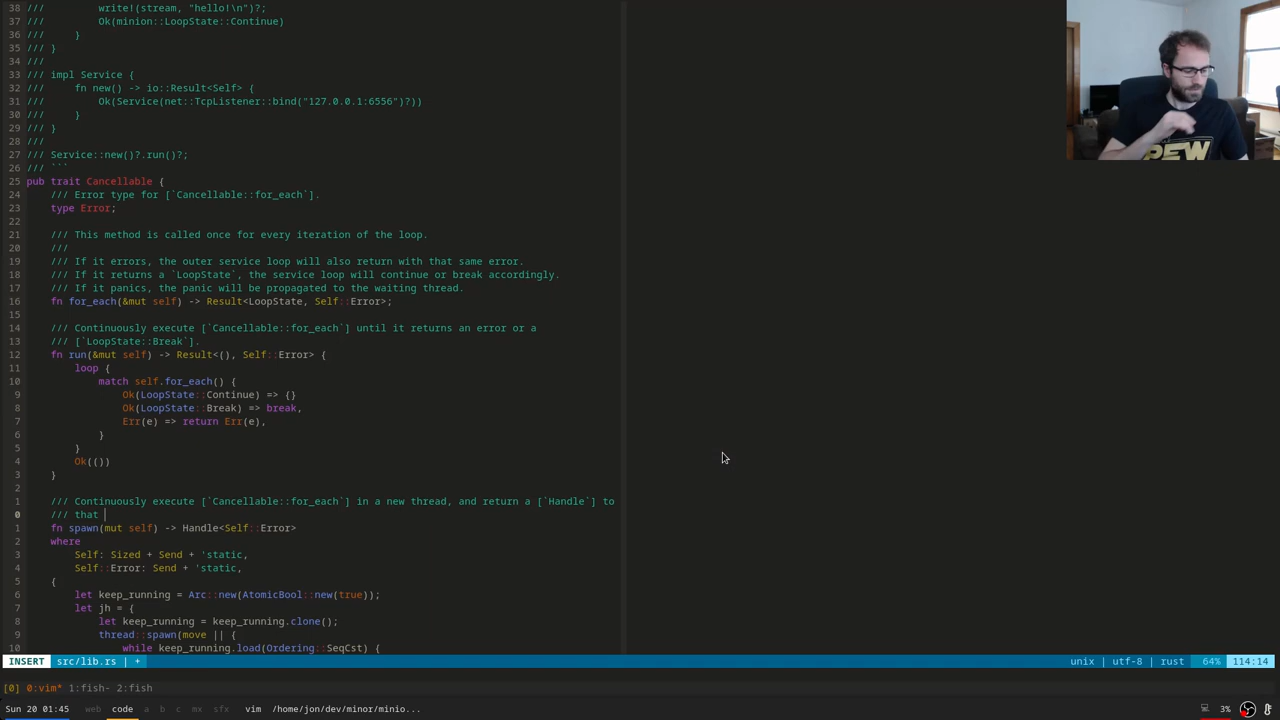 38 ///       write!(stream, "hello!\n")?;
37 ///       Ok(minion::LoopState::Continue)
36 ///   }
35 /// }
34 ///
33 /// impl Service {
32 ///   fn new() -> io::Result<Self> {
31 ///       Ok(Service(net::TcpListener::bind("127.0.0.1:6556")?))
30 ///   }
29 /// }
28 ///
27 /// Service::new()?.run()?;
26 /// ```
25 pub trait Cancellable {
24     /// Error type for [`Cancellable::for_each`].
23     type Error;
22
21     /// This method is called once for every iteration of the loop.
20     ///
19     /// If it errors, the outer service loop will also return with that same error.
18     /// If it returns a `LoopState`, the service loop will continue or break accordingly.
17     /// If it panics, the panic will be propagated to the waiting thread.
16     fn for_each(&mut self) -> Result<LoopState, Self::Error>;
15
14     /// Continuously execute [`Cancellable::for_each`] until it returns an error or a
13     /// [`LoopState::Break`].
12     fn run(&mut self) -> Result<(), Self::Error> {
11         loop {
10             match self.for_each() {
9                 Ok(LoopState::Continue) => {}
8                 Ok(LoopState::Break) => break,
7                 Err(e) => return Err(e),
6             }
5         }
4         Ok(())
3     }
2
1     /// Continuously execute [`Cancellable::for_each`] in a new thread, and return a [`Handle`] to
0     /// that
1     fn spawn(mut self) -> Handle<Self::Error>
2     where
3         Self: Sized + Send + 'static,
4         Self::Error: Send + 'static,
5     {
6         let keep_running = Arc::new(AtomicBool::new(true));
7         let jh = {
8             let keep_running = keep_running.clone();
9             thread::spawn(move || {
10                 while keep_running.load(Ordering::SeqCst) {
INSERT src/lib.rs | + unix | utf-8 | rust 64% 114:14
[0] 0:vim* 1:fish- 2:fish
Sun 20 01:45 web code a b c mx sfx vim /home/jon/dev/minor/minio... 3%